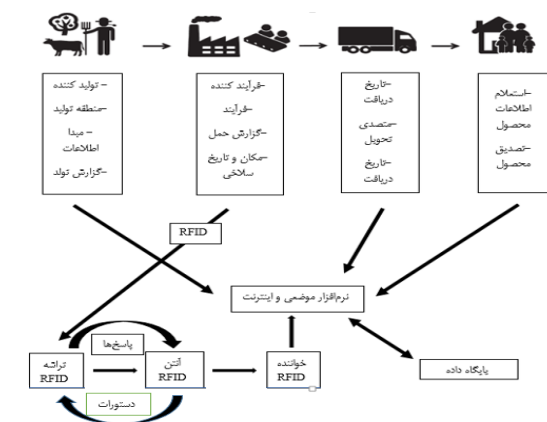 - تولید کننده
-منطقه تولید
- مبدا
اطلاعات
-گزارش تولد
-فرآیند کننده
-فرآیند
-گزارش حمل
-مکان و تاریخ
سلاخی
-تاریخ
دریافت
-متصدی
تحویل
-تاریخ
دریافت
-استعلام
اطلاعات
محصول
-تصدیق
محصول
RFID
نرم‌افزار موضعی و اینترنت
پاسخ‌ها
تراشه
RFID
آنتن
RFID
خواننده
RFID
پایگاه داده
دستورات